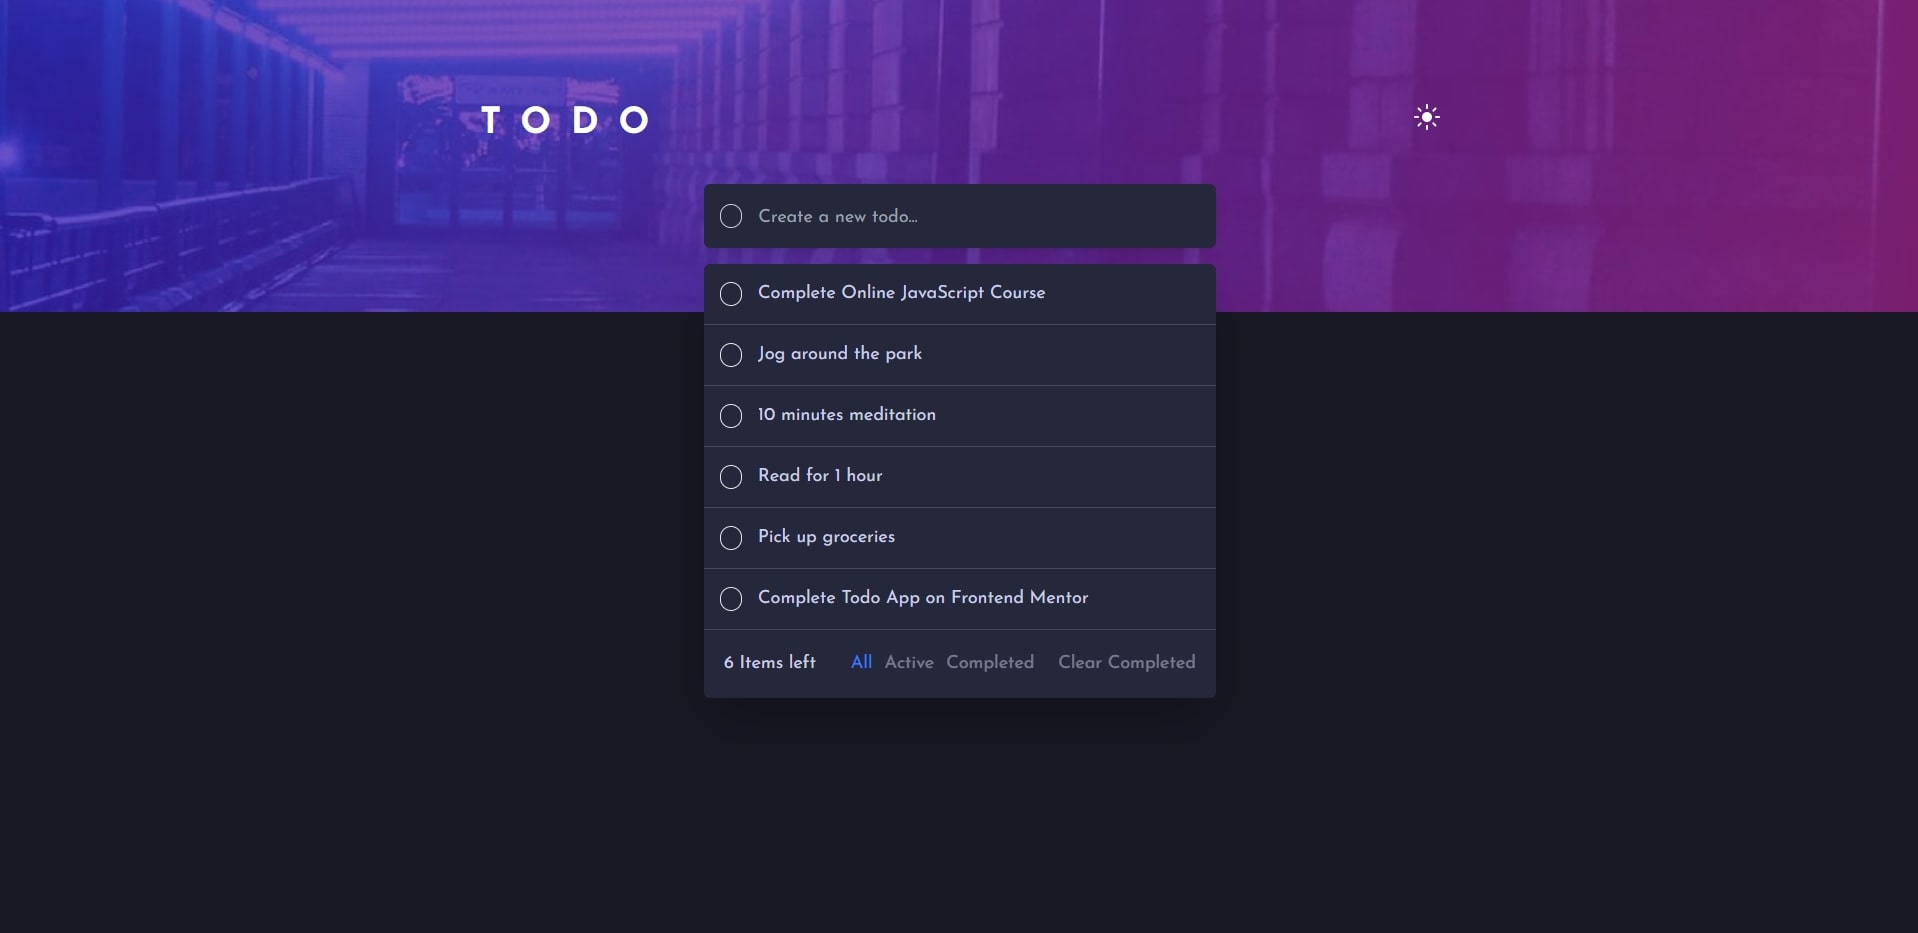 TODO
Create a new todo...
Complete Online JavaScript Course
Jog around the park
10 minutes meditation
Read for 1 hour
Pick up groceries
Complete Todo App on Frontend Mentor
6 Items left All Active Completed Clear Completed